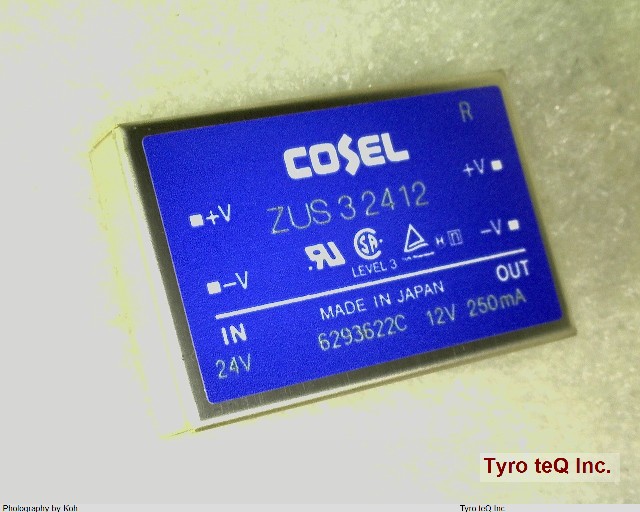 R
COSEL
+V
+V
ZUS 3 2412
-V
-V
LEVEL 3
OUT
MADE IN JAPAN
IN
6293622C 12V 250mA
24V
Tyro teQ Inc.
Photography by Koh
Tyro teQ Inc